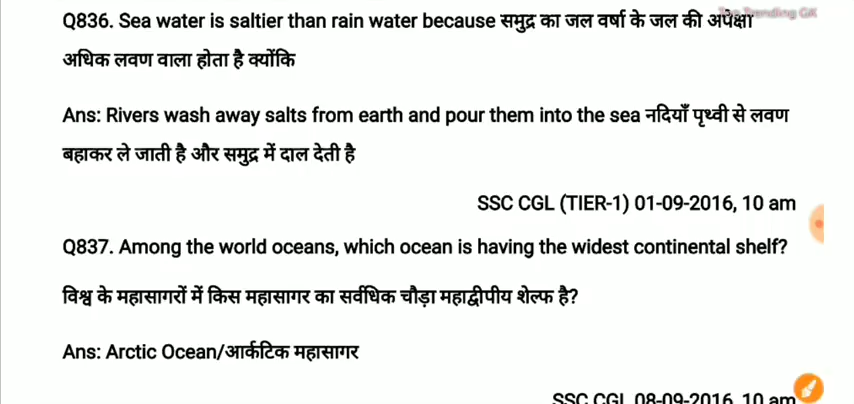 Top Trending GK
Q836. Sea water is saltier than rain water because समुद्र का जल वर्षा के जल की अपेक्षा
अधिक लवण वाला होता है क्योंकि
Ans: Rivers wash away salts from earth and pour them into the sea नदियाँ पृथ्वी से लवण
बहाकर ले जाती है और समुद्र में दाल देती है
SSC CGL (TIER-1) 01-09-2016, 10 am
Q837. Among the world oceans, which ocean is having the widest continental shelf?
विश्व के महासागरों में किस महासागर का सर्वधिक चौड़ा महाद्वीपीय शेल्फ है?
Ans: Arctic Ocean/आर्कटिक महासागर
SSC CGL 08-09-2016, 10 am